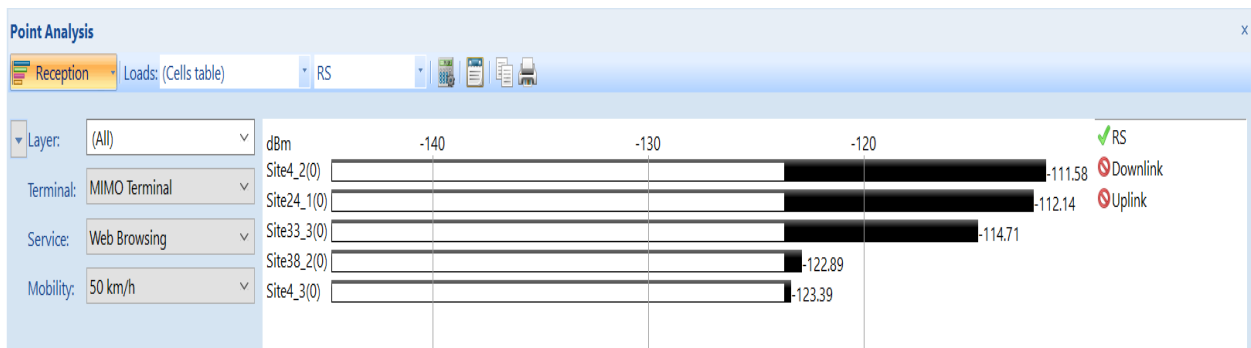 Point Analysis x
Reception Loads: (Cells table) RS
Layer: (All)
Terminal: MIMO Terminal
Service: Web Browsing
Mobility: 50 km/h
dBm -140 -130 -120
Site4_2(0) -111.58
Site24_1(0) -112.14
Site33_3(0) -114.71
Site38_2(0) -122.89
Site4_3(0) -123.39
RS
Downlink
Uplink